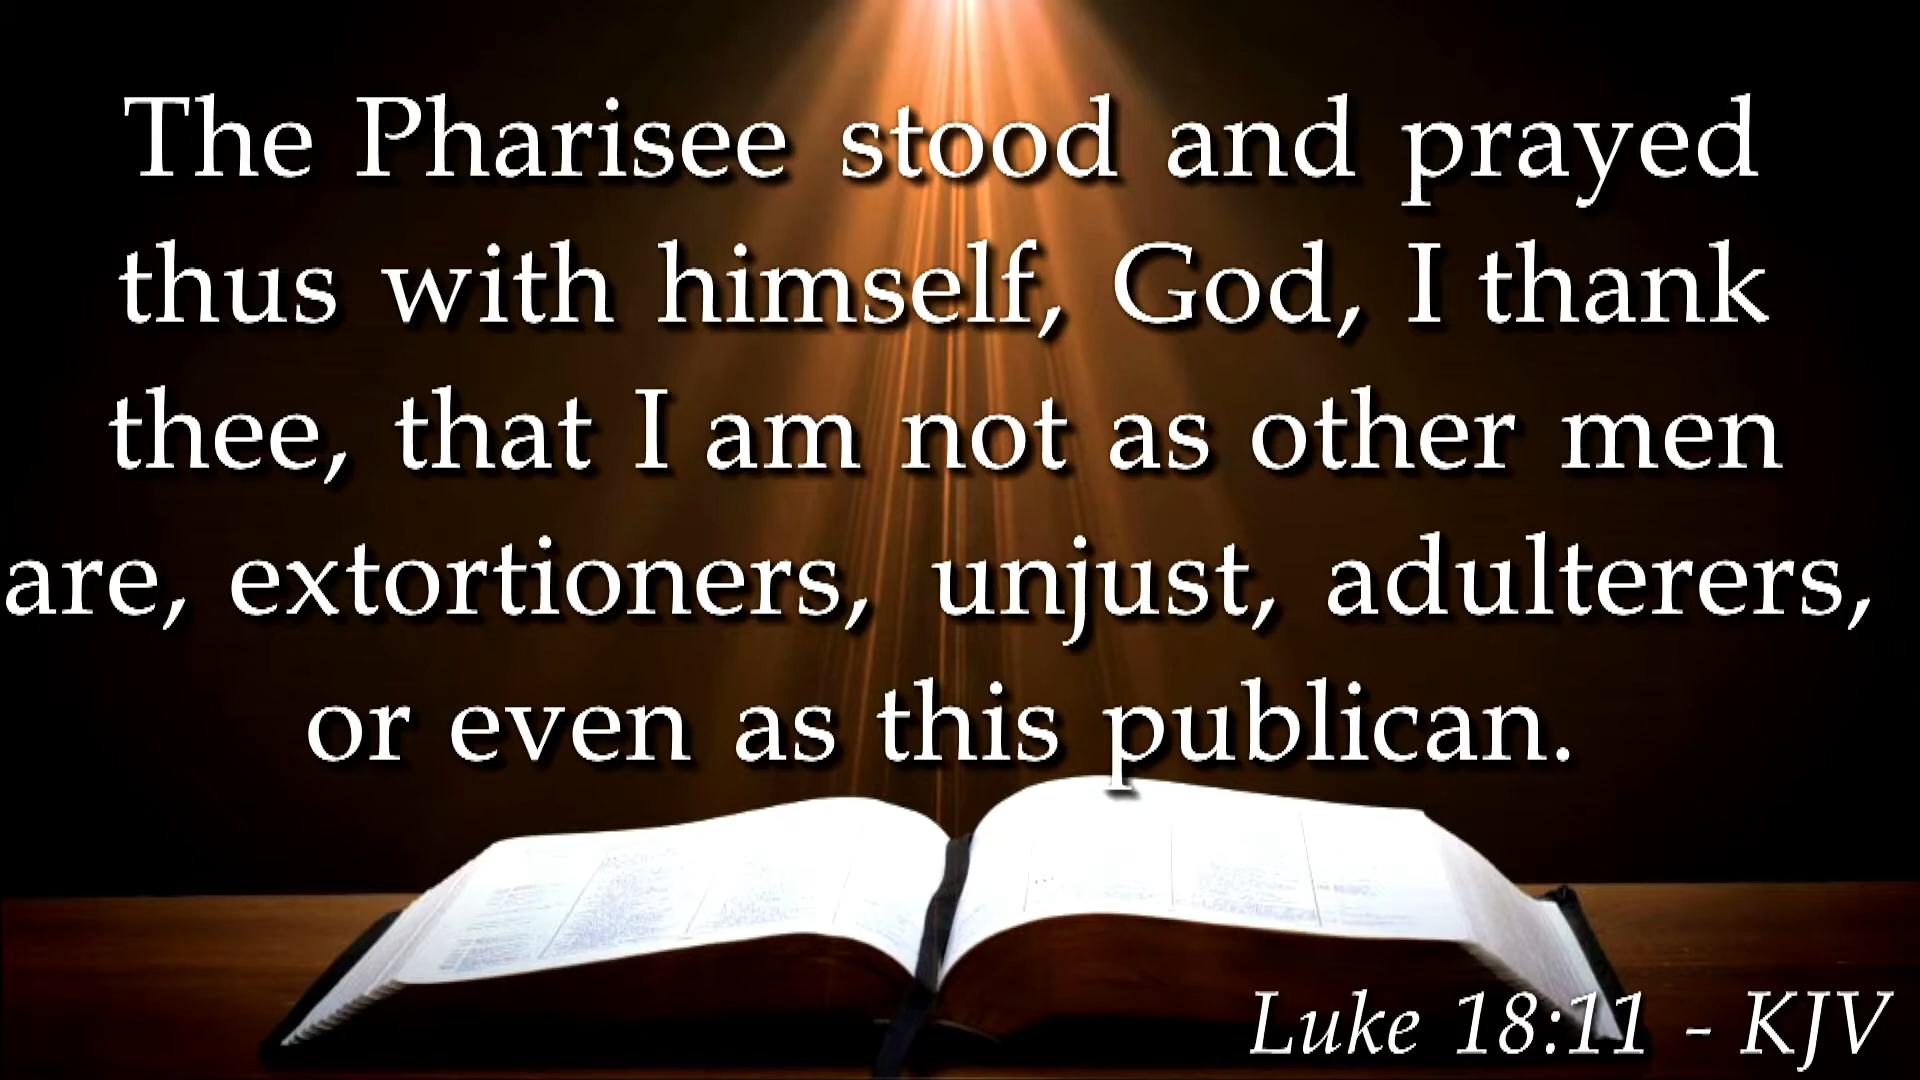 The Pharisee stood and prayed
thus with himself, God, I thank
thee, that I am not as other men
are, extortioners, unjust, adulterers,
or even as this publican.
Luke 18:11 - KJV